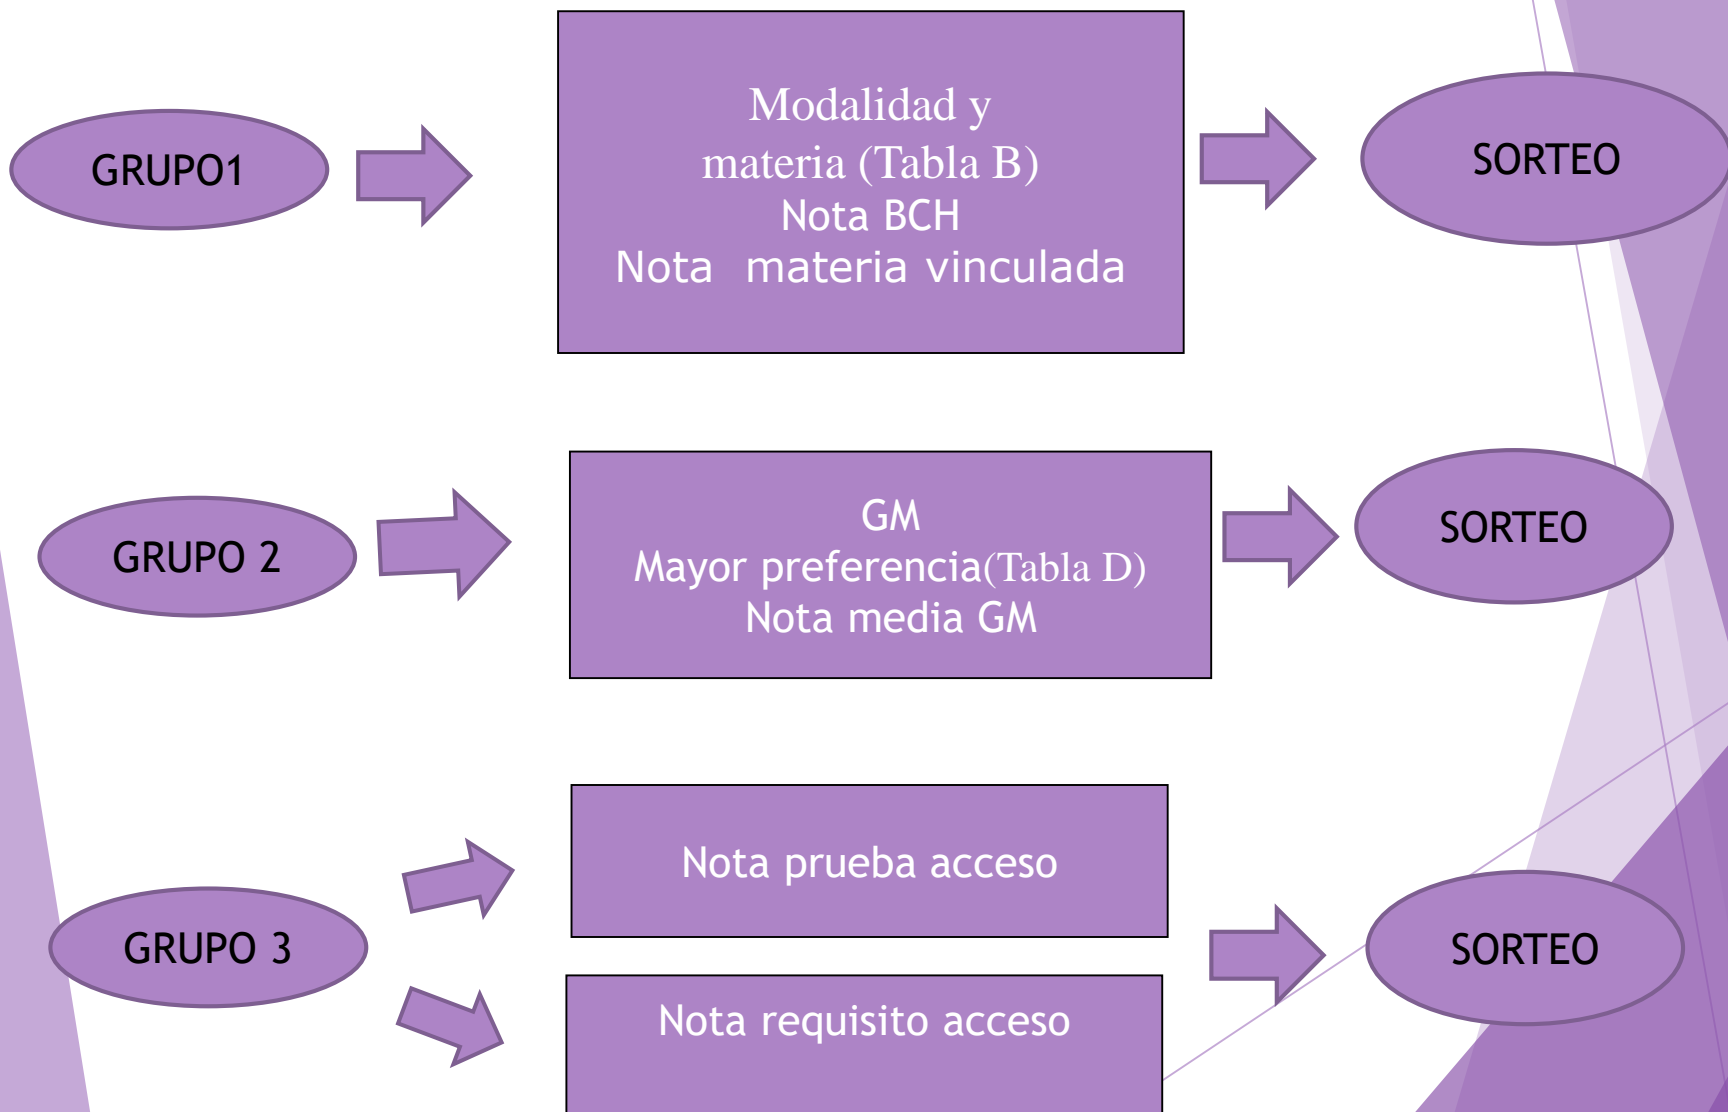 GRUPO1
Modalidad y
materia (Tabla B)
Nota BCH
Nota materia vinculada
SORTEO
GRUPO 2
GM
Mayor preferencia(Tabla D)
Nota media GM
SORTEO
GRUPO 3
Nota prueba acceso
Nota requisito acceso
SORTEO